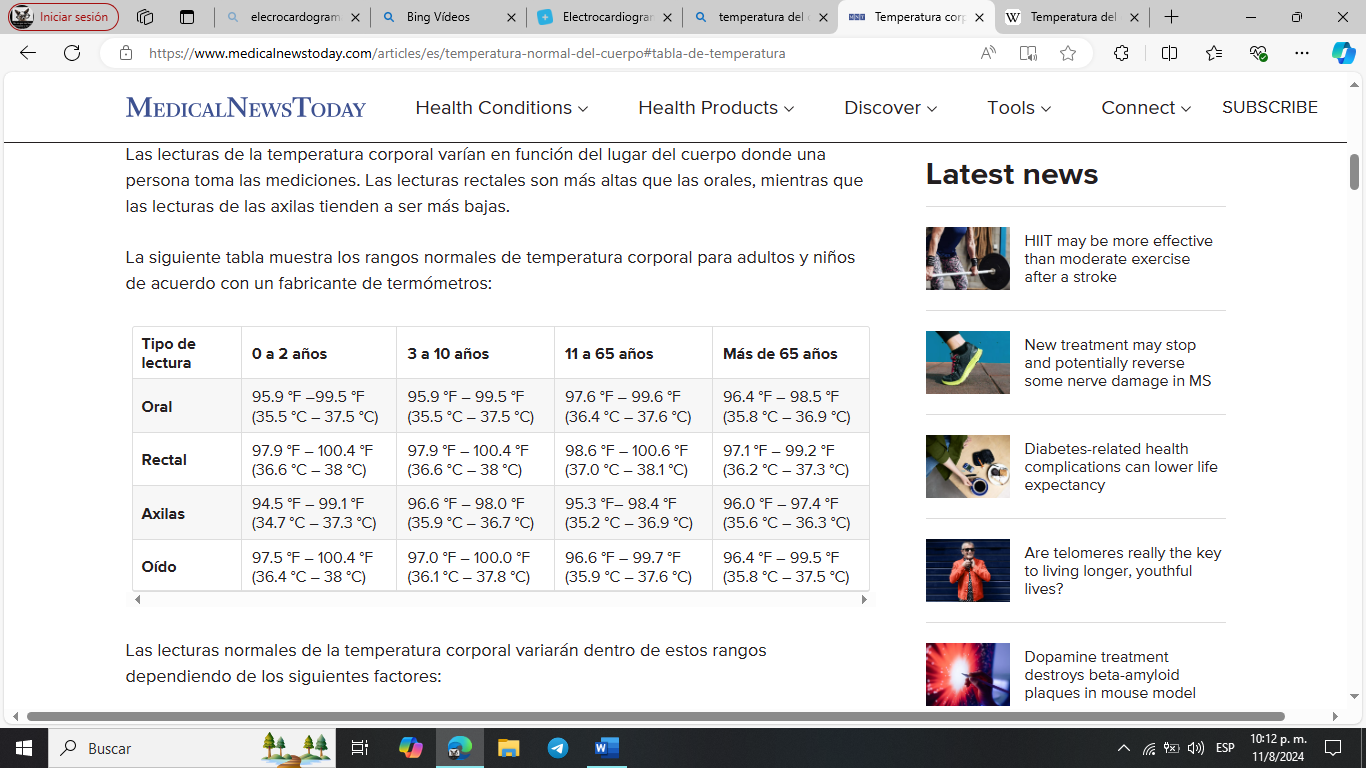 Iniciar sesión
elecrocardogram
Bing Vídeos
Electrocardiogra
temperatura del
Temperatura corp
Temperatura del
https://www.medicalnewstoday.com/articles/es/temperatura-normal-del-cuerpo#tabla-de-temperatura
MEDICALNEWSTODAY
Health Conditions
Health Products
Discover
Tools
Connect
SUBSCRIBE
Las lecturas de la temperatura corporal varían en función del lugar del cuerpo donde una
persona toma las mediciones. Las lecturas rectales son más altas que las orales, mientras que
las lecturas de las axilas tienden a ser más bajas.
La siguiente tabla muestra los rangos normales de temperatura corporal para adultos y niños
de acuerdo con un fabricante de termómetros:
Tipo de lectura | 0 a 2 años | 3 a 10 años | 11 a 65 años | Más de 65 años
Oral | 95.9 °F –99.5 °F | 95.9 °F – 99.5 °F | 97.6 °F – 99.6 °F | 96.4 °F – 98.5 °F
(35.5 °C – 37.5 °C) | (35.5 °C – 37.5 °C) | (36.4 °C – 37.6 °C) | (35.8 °C – 36.9 °C)
Rectal | 97.9 °F – 100.4 °F | 97.9 °F – 100.4 °F | 98.6 °F – 100.6 °F | 97.1 °F – 99.2 °F
(36.6 °C – 38 °C) | (36.6 °C – 38 °C) | (37.0 °C – 38.1 °C) | (36.2 °C – 37.3 °C)
Axilas | 94.5 °F – 99.1 °F | 96.6 °F – 98.0 °F | 95.3 °F– 98.4 °F | 96.0 °F – 97.4 °F
(34.7 °C – 37.3 °C) | (35.9 °C – 36.7 °C) | (35.2 °C – 36.9 °C) | (35.6 °C – 36.3 °C)
Oído | 97.5 °F – 100.4 °F | 97.0 °F – 100.0 °F | 96.6 °F – 99.7 °F | 96.4 °F – 99.5 °F
(36.4 °C – 38 °C) | (36.1 °C – 37.8 °C) | (35.9 °C – 37.6 °C) | (35.8 °C – 37.5 °C)
Las lecturas normales de la temperatura corporal variarán dentro de estos rangos
dependiendo de los siguientes factores:
Latest news
HIIT may be more effective
than moderate exercise
after a stroke
New treatment may stop
and potentially reverse
some nerve damage in MS
Diabetes-related health
complications can lower life
expectancy
Are telomeres really the key
to living longer, youthful
lives?
Dopamine treatment
destroys beta-amyloid
plaques in mouse model
Buscar
ESP
10:12 p. m.
11/8/2024